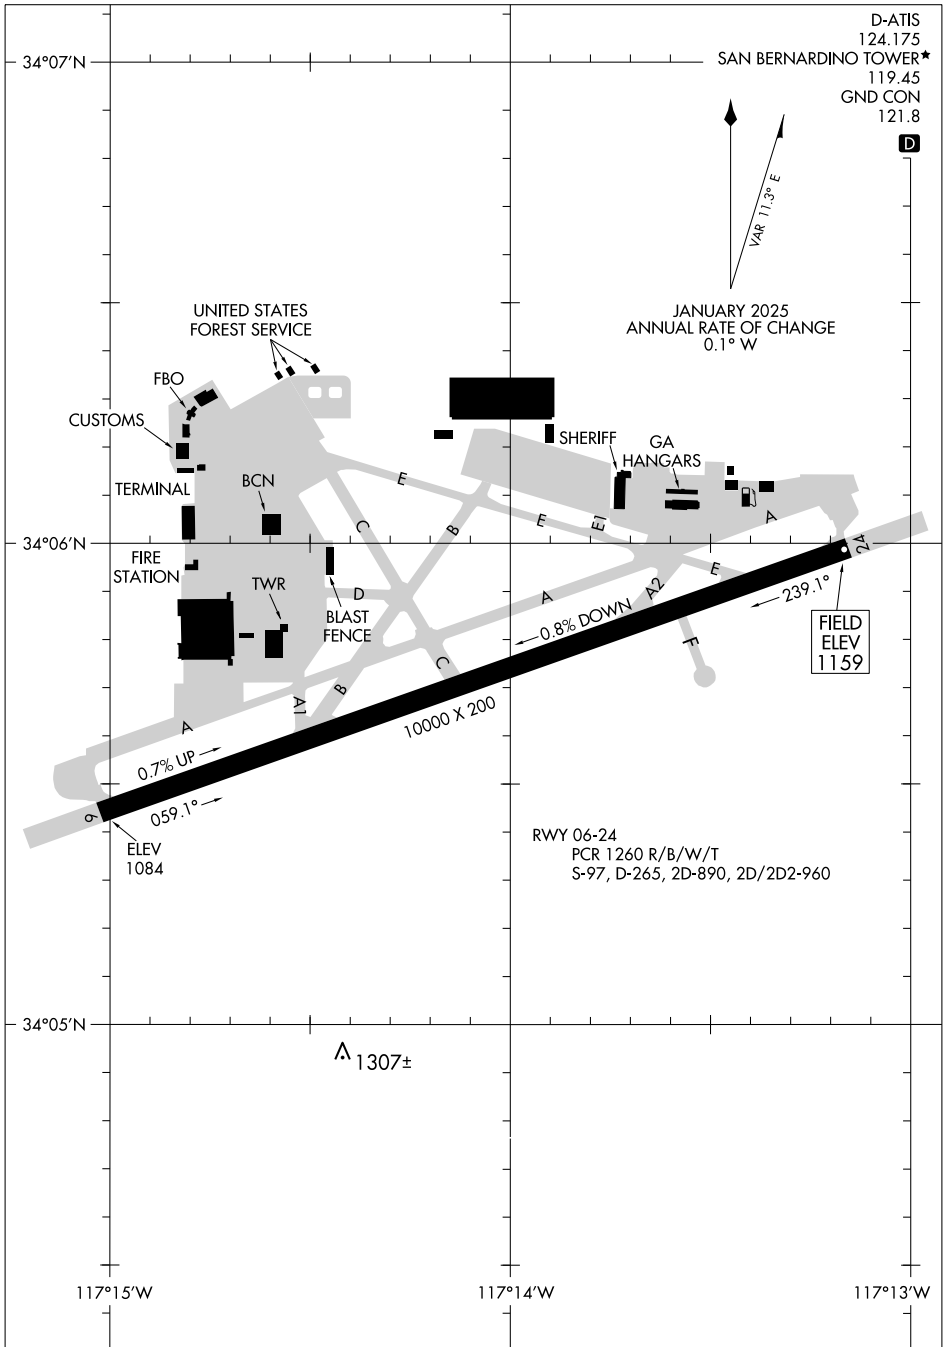 D-ATIS
124.175
34°07'N
SAN BERNARDINO TOWER★
119.45
GND CON
121.8
D
VAR 11.3° E
JANUARY 2025
ANNUAL RATE OF CHANGE
0.1° W
UNITED STATES
FOREST SERVICE
FBO
CUSTOMS
TERMINAL
BCN
SHERIFF
GA
HANGARS
E
C
B
E
E1
A
34°06'N
24
FIRE
STATION
TWR
D
BLAST
FENCE
A
A2
E
239.1°
0.8% DOWN
FIELD
ELEV
1159
F
C
B
A1
A
10000 X 200
0.7% UP
059.1°
6
ELEV
1084
RWY 06-24
PCR 1260 R/B/W/T
S-97, D-265, 2D-890, 2D/2D2-960
34°05'N
1307±
117°15'W
117°14'W
117°13'W